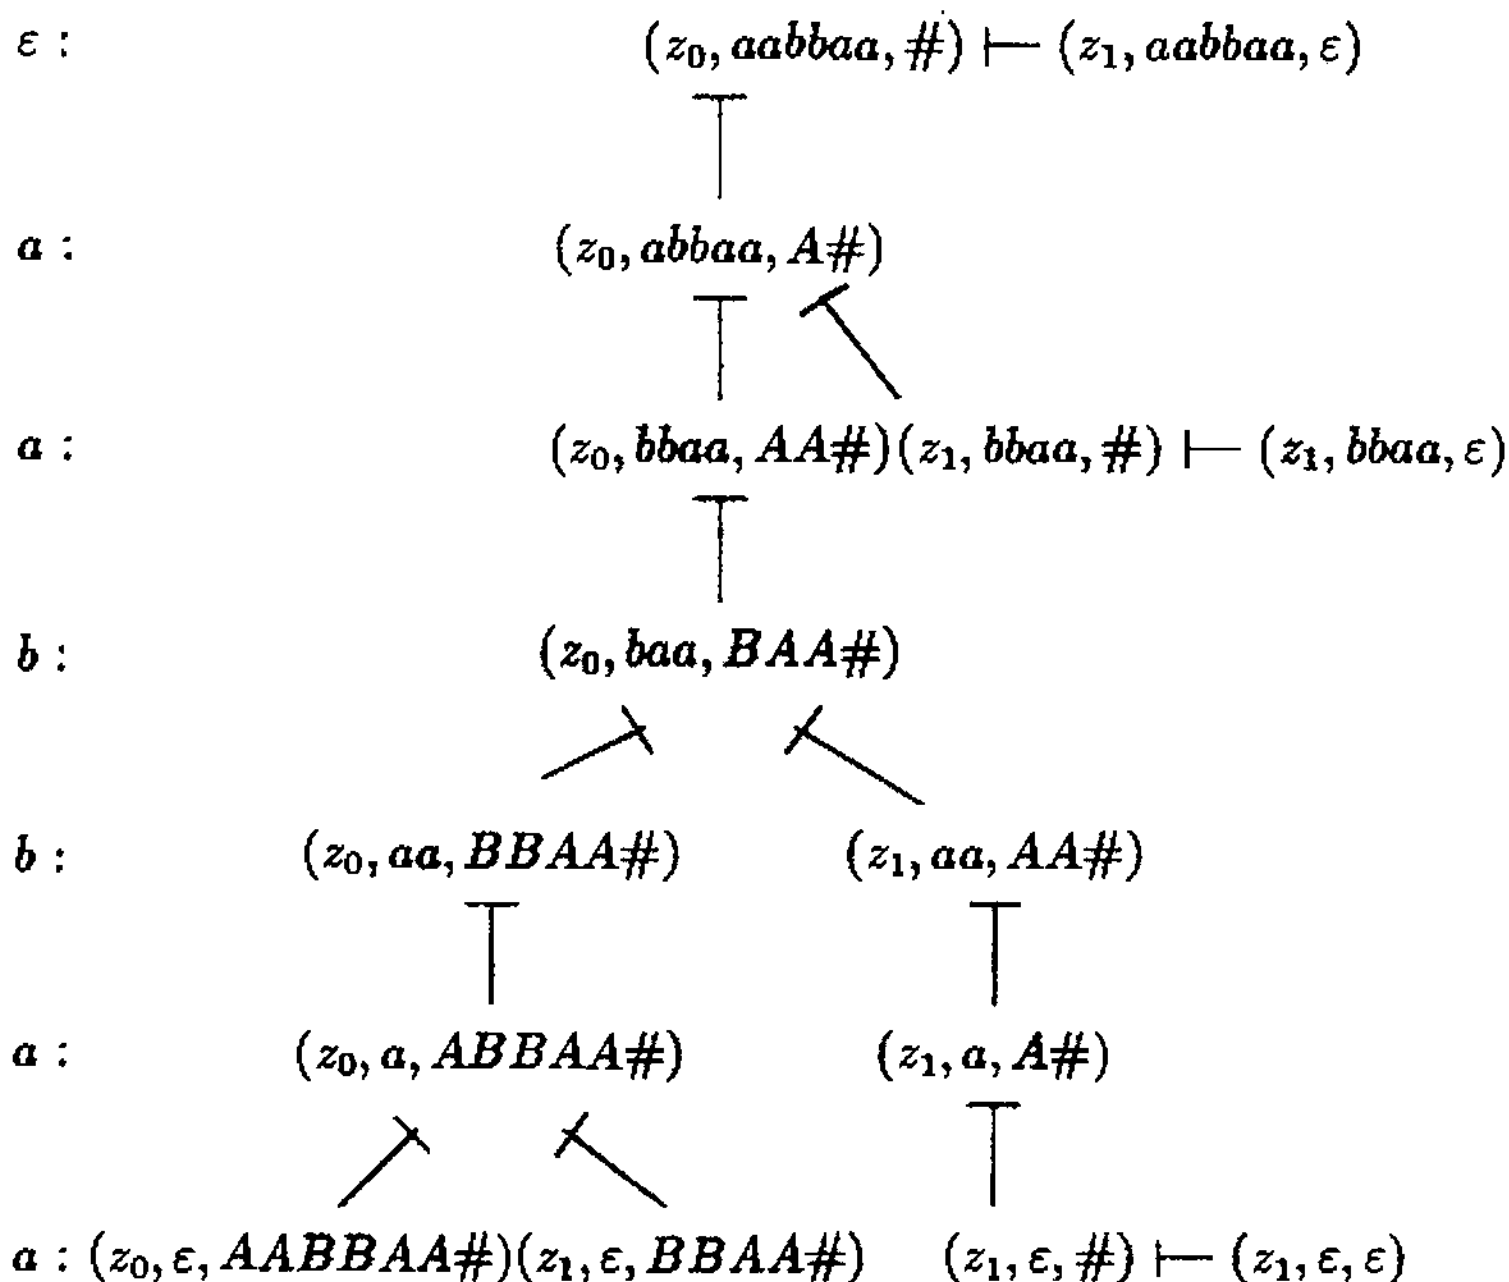 ε : (z₀, aabbaa, #) ⊢ (z₁, aabbaa, ε)
a : (z₀, abbaa, A#)
a : (z₀, bbaa, AA#)(z₁, bbaa, #) ⊢ (z₁, bbaa, ε)
b : (z₀, baa, BAA#)
b : (z₀, aa, BBAA#) (z₁, aa, AA#)
a : (z₀, a, ABBAA#) (z₁, a, A#)
a : (z₀, ε, AABBAA#)(z₁, ε, BBAA#) (z₁, ε, #) ⊢ (z₁, ε, ε)